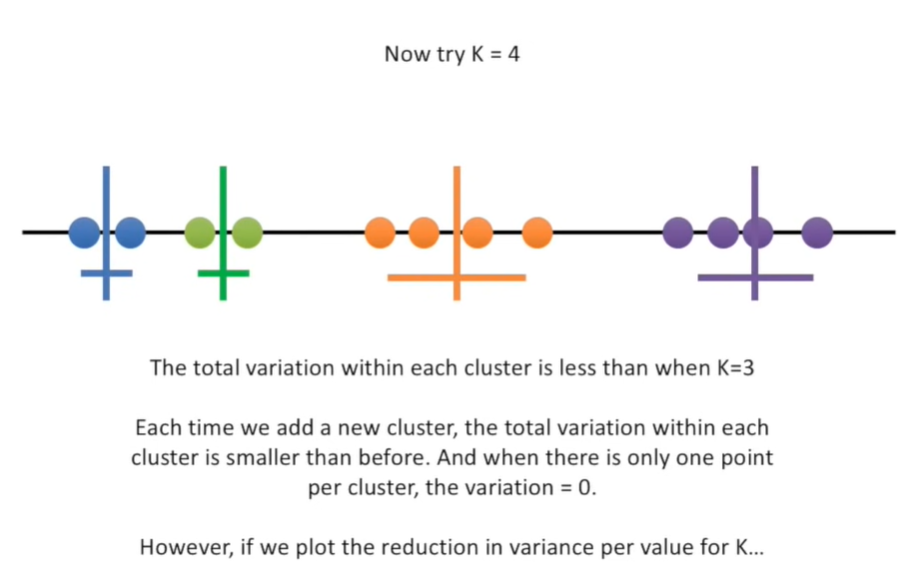 Now try K = 4
The total variation within each cluster is less than when K=3
Each time we add a new cluster, the total variation within each
cluster is smaller than before. And when there is only one point
per cluster, the variation = 0.
However, if we plot the reduction in variance per value for K...